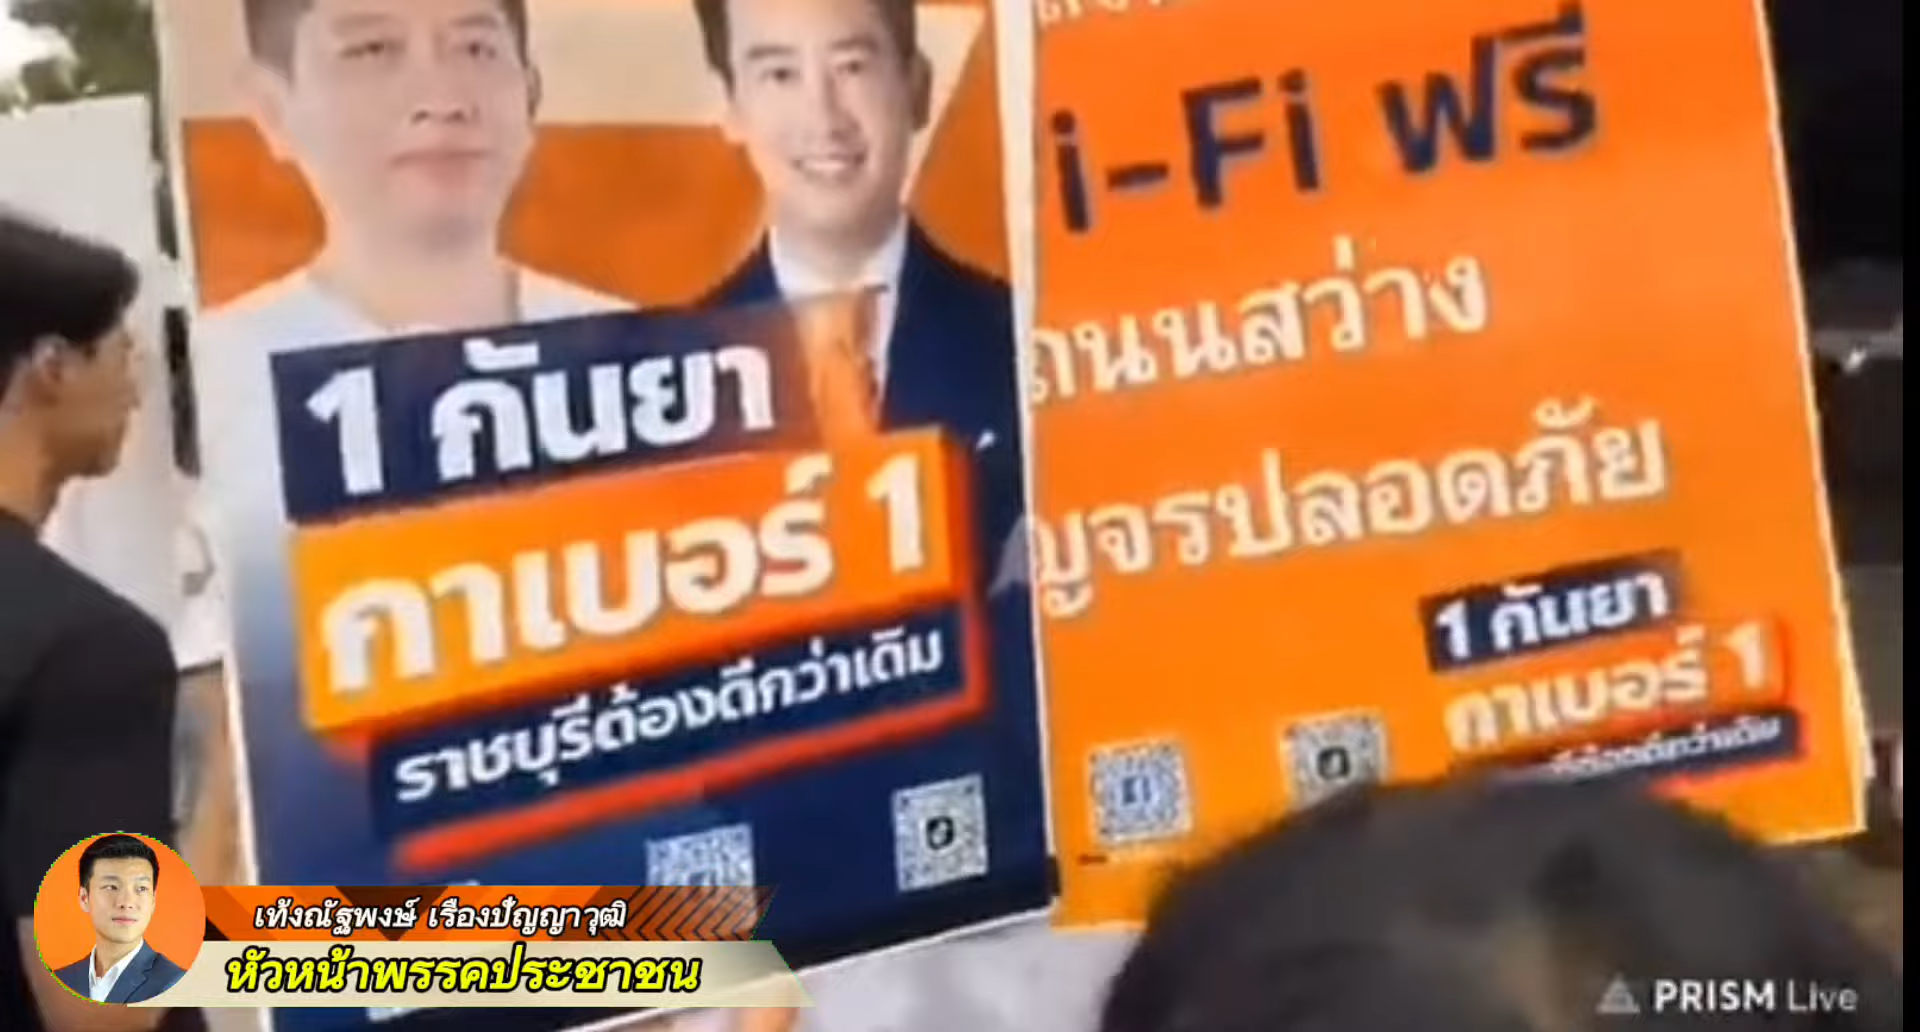 1 กันยา
กาเบอร์ 1
ราชบุรีต้องดีกว่าเดิม
i-Fi ฟรี
ถนนสว่าง
ญจรปลอดภัย
1 กันยา
กาเบอร์ 1
เท้งณัฐพงษ์ เรืองปัญญาวุฒิ
หัวหน้าพรรคประชาชน
PRISM Live